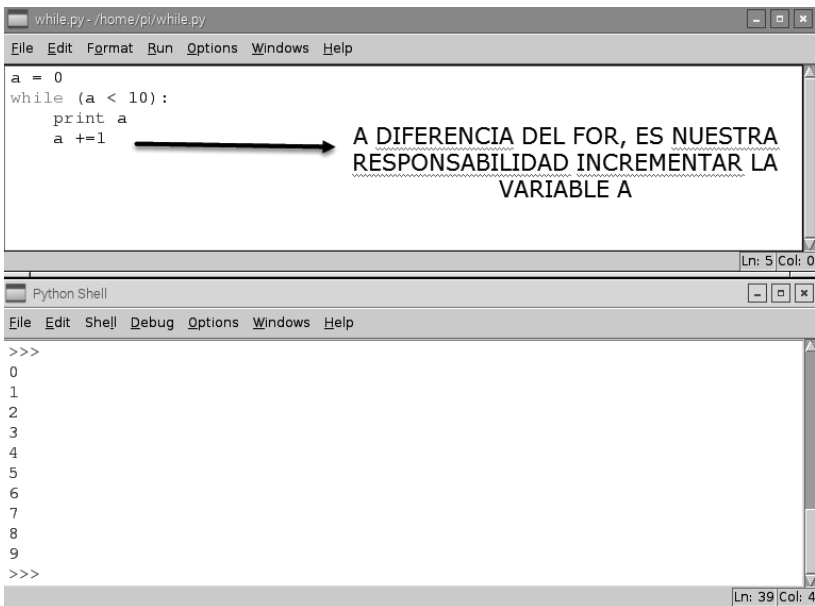 while.py - /home/pi/while.py
File Edit Format Run Options Windows Help
a = 0
while (a < 10):
    print a
    a +=1
A DIFERENCIA DEL FOR, ES NUESTRA
RESPONSABILIDAD INCREMENTAR LA
VARIABLE A
Ln: 5 Col: 0
Python Shell
File Edit Shell Debug Options Windows Help
>>>
0
1
2
3
4
5
6
7
8
9
>>>
Ln: 39 Col: 4